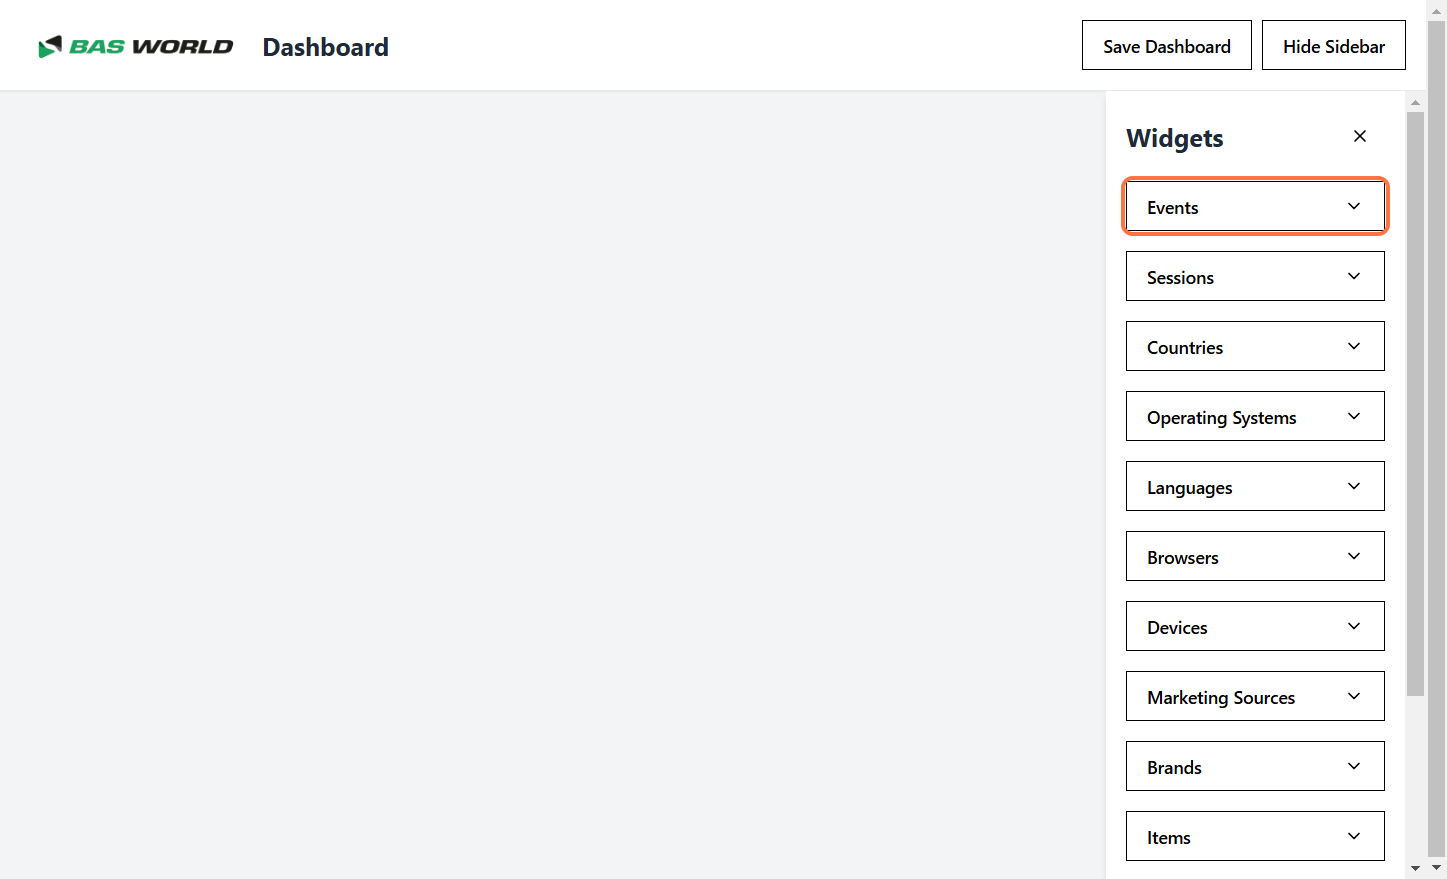 BAS WORLD
Dashboard
Save Dashboard
Hide Sidebar
Widgets
Events
Sessions
Countries
Operating Systems
Languages
Browsers
Devices
Marketing Sources
Brands
Items